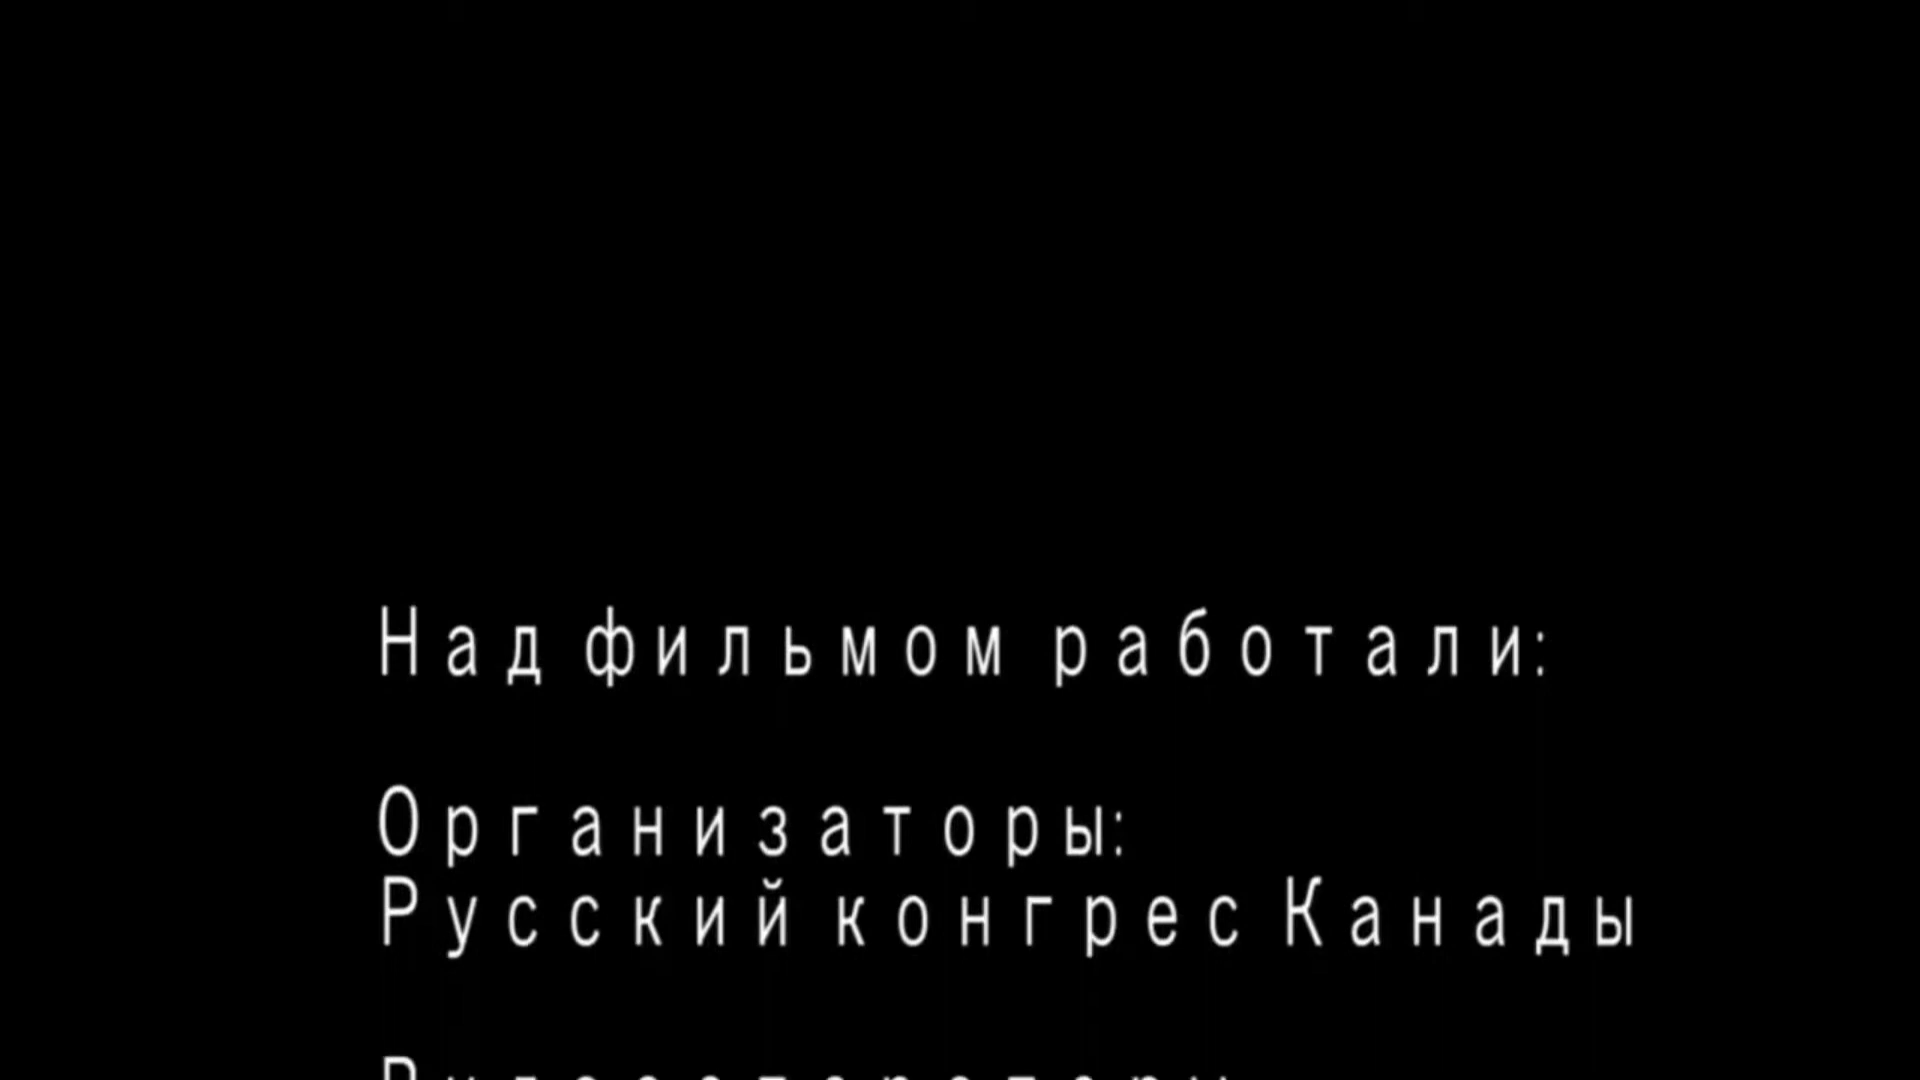 Над фильмом работали:
Организаторы:
Русский конгрес Канады